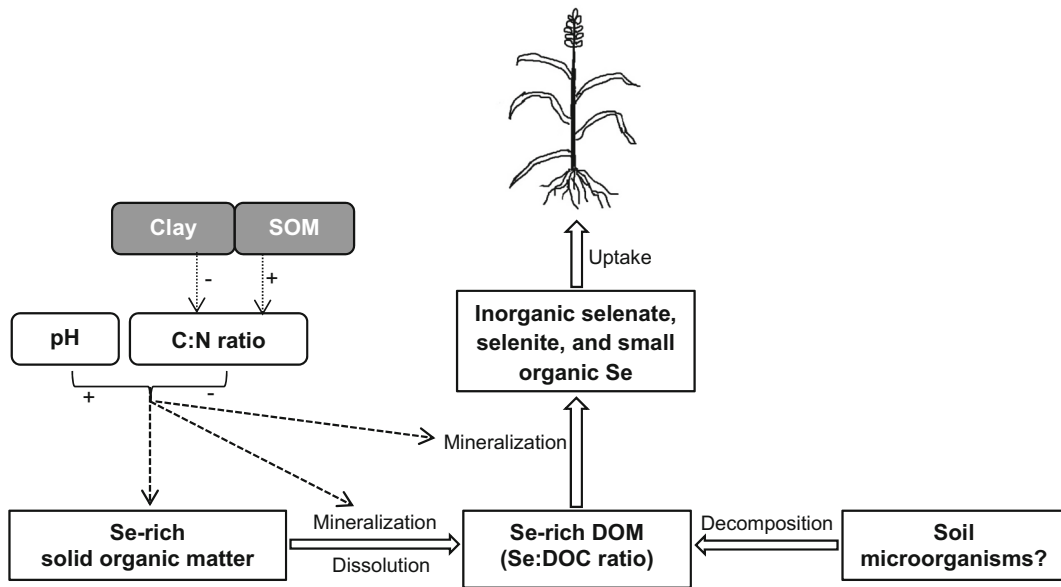 Clay
SOM
-
+
Uptake
pH
C:N ratio
Inorganic selenate,
selenite, and small
organic Se
+
-
Mineralization
Se-rich
solid organic matter
Mineralization
Dissolution
Se-rich DOM
(Se:DOC ratio)
Decomposition
Soil
microorganisms?